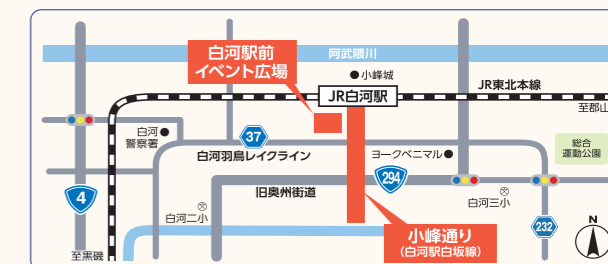 白河駅前
イベント広場
阿武隈川
小峰城
JR白河駅
JR東北本線
至郡山
白河
警察署
37
白河羽鳥レイクライン
ヨークベニマル
総合
運動公園
4
294
旧奥州街道
白河二小
白河三小
232
小峰通り
(白河駅白坂線)
至黒磯
N